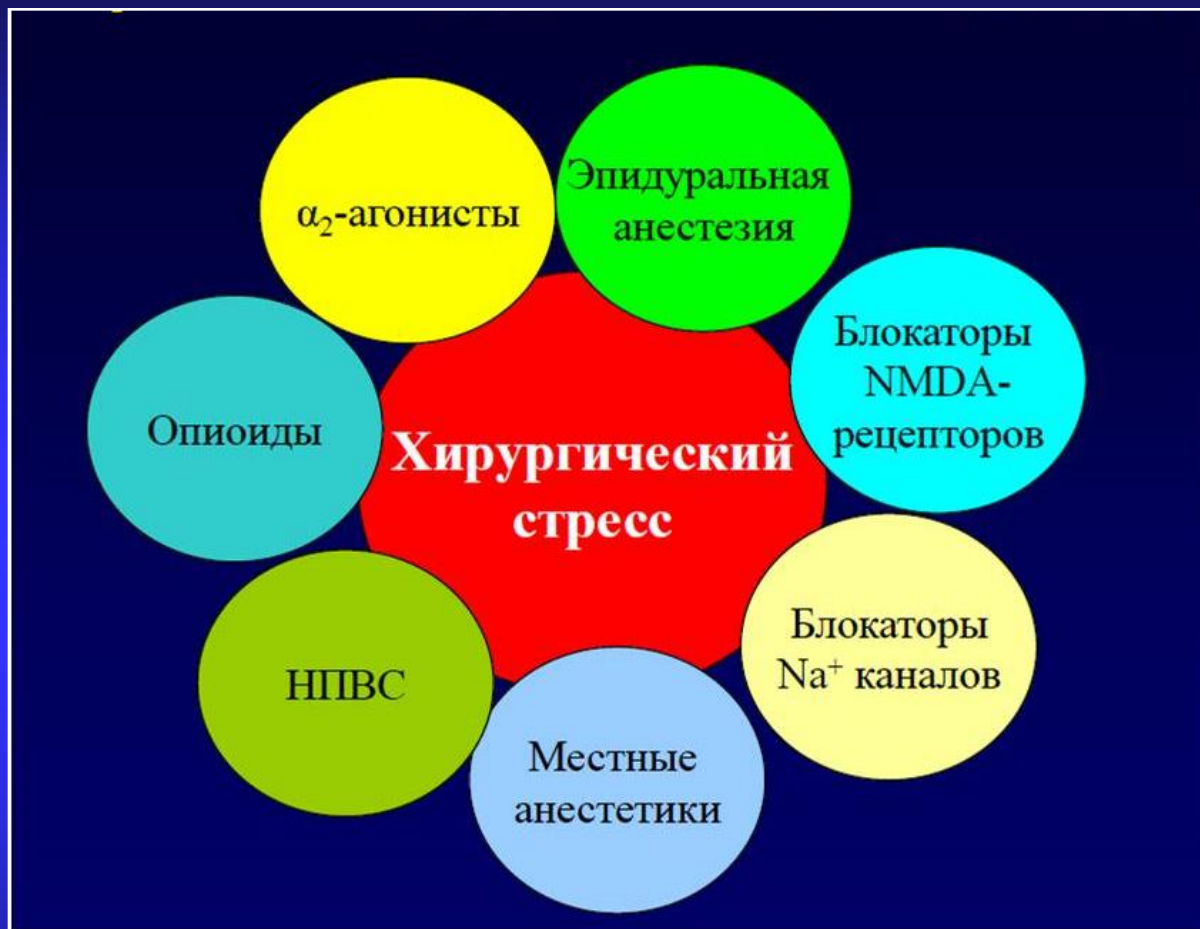 α₂-агонисты
Эпидуральная
анестезия
Блокаторы
NMDA-
рецепторов
Опиоиды
Хирургический
стресс
Блокаторы
Na⁺ каналов
НПВС
Местные
анестетики